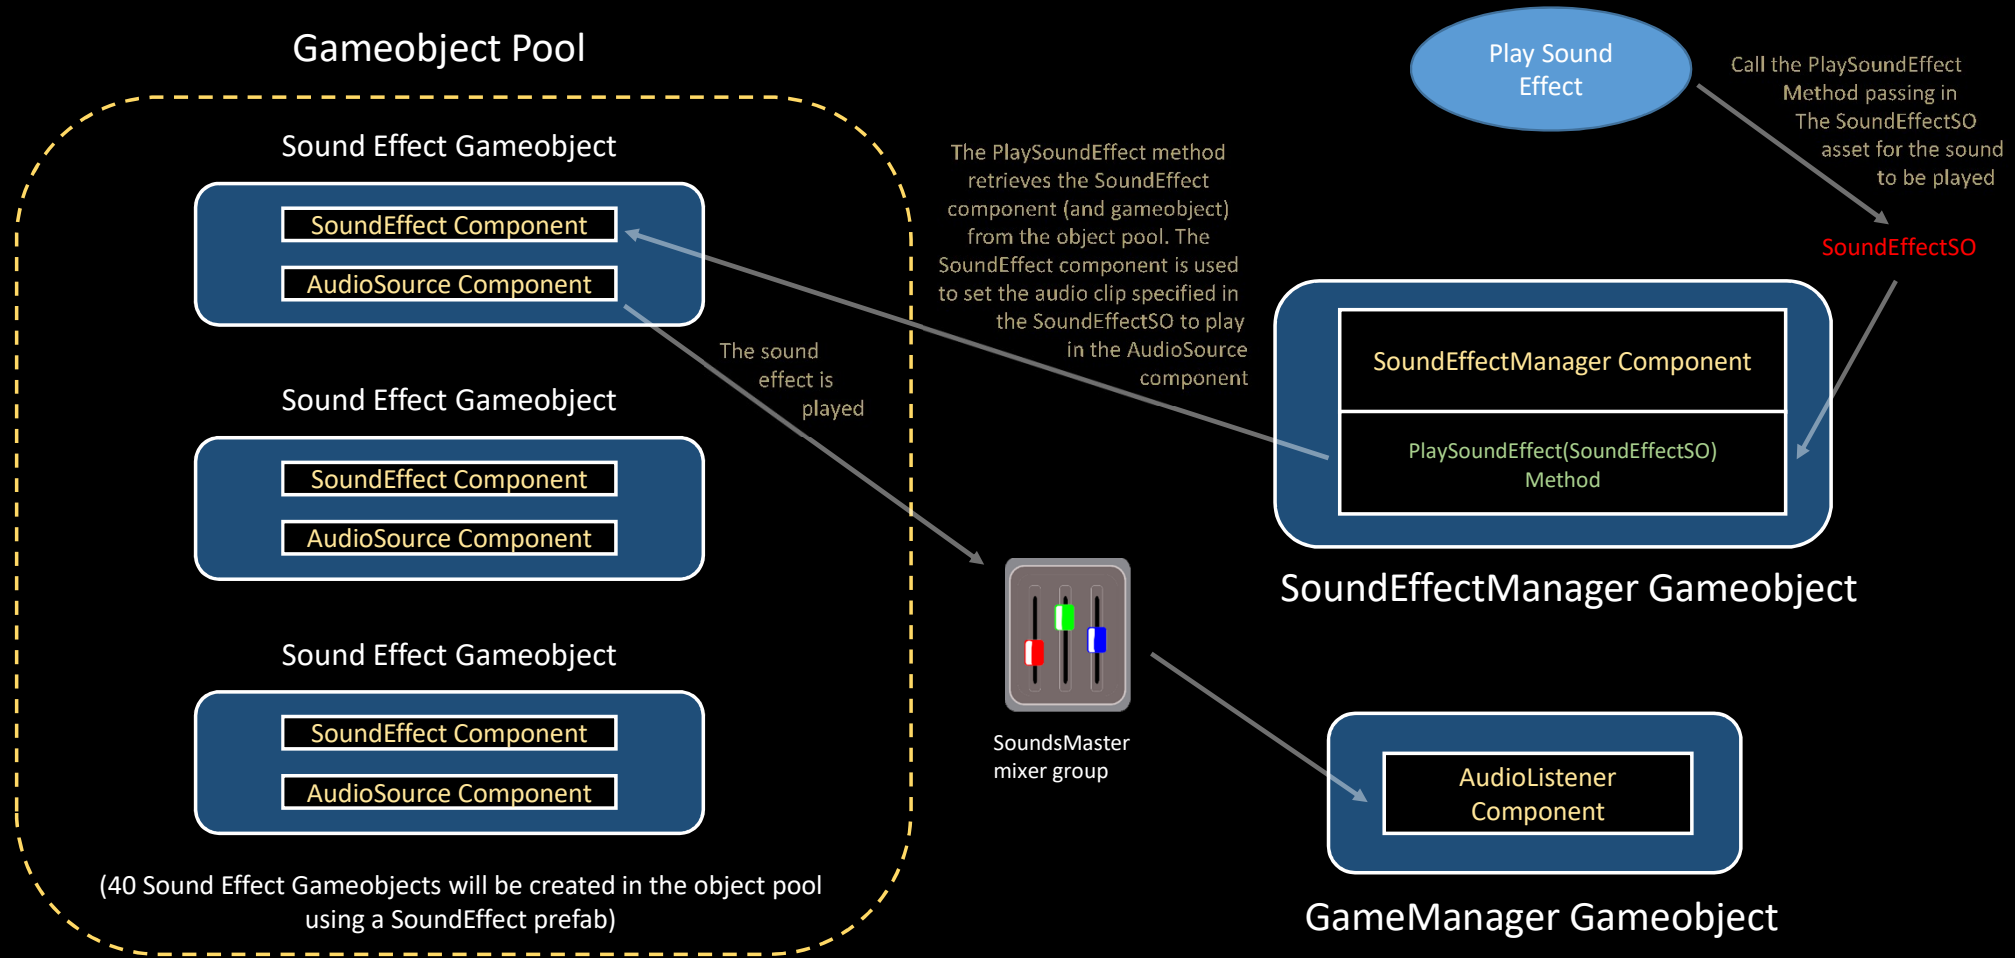 Gameobject Pool
Sound Effect Gameobject
SoundEffect Component
AudioSource Component
Sound Effect Gameobject
SoundEffect Component
AudioSource Component
Sound Effect Gameobject
SoundEffect Component
AudioSource Component
(40 Sound Effect Gameobjects will be created in the object pool
using a SoundEffect prefab)
The sound
effect is
played
The PlaySoundEffect method
retrieves the SoundEffect
component (and gameobject)
from the object pool. The
SoundEffect component is used
to set the audio clip specified in
the SoundEffectSO to play
in the AudioSource
component
Play Sound
Effect
Call the PlaySoundEffect
Method passing in
The SoundEffectSO
asset for the sound
to be played
SoundEffectSO
SoundEffectManager Component
PlaySoundEffect(SoundEffectSO)
Method
SoundEffectManager Gameobject
SoundsMaster
mixer group
AudioListener
Component
GameManager Gameobject